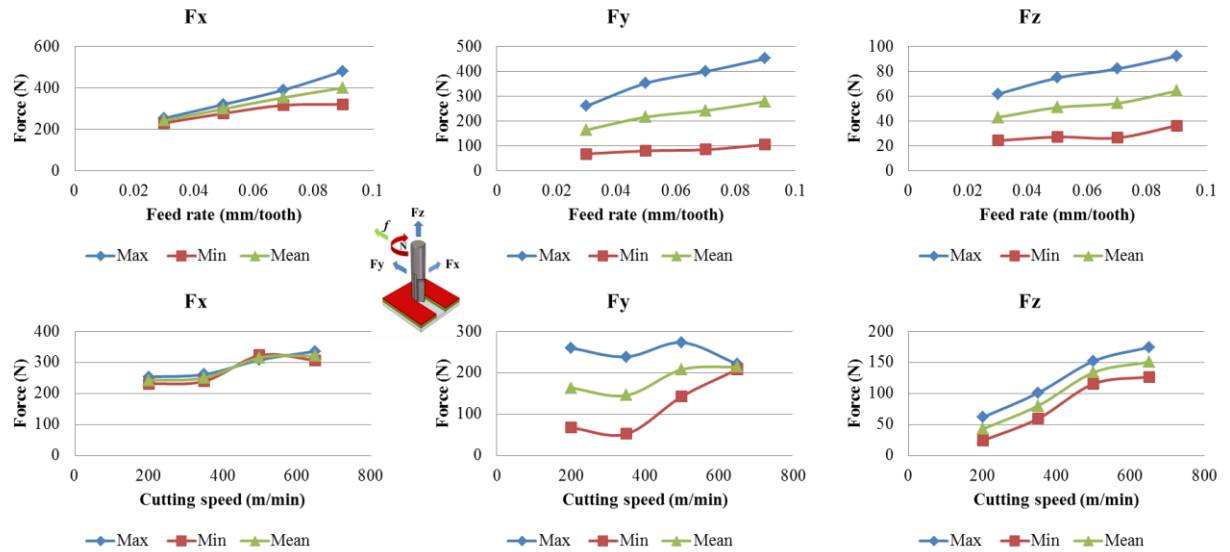 Fx
600
400
200
0
Force (N)
0 0.02 0.04 0.06 0.08 0.1
Feed rate (mm/tooth)
Max Min Mean
Fy
500
400
300
200
100
0
Force (N)
0 0.02 0.04 0.06 0.08 0.1
Feed rate (mm/tooth)
Max Min Mean
Fz
100
80
60
40
20
0
Force (N)
0 0.02 0.04 0.06 0.08 0.1
Feed rate (mm/tooth)
Max Min Mean
Fz
f
N
Fy Fx
Fx
400
300
200
100
0
Force (N)
0 200 400 600 800
Cutting speed (m/min)
Max Min Mean
Fy
300
200
100
0
Force (N)
0 200 400 600 800
Cutting speed (m/min)
Max Min Mean
Fz
200
150
100
50
0
Force (N)
0 200 400 600 800
Cutting speed (m/min)
Max Min Mean